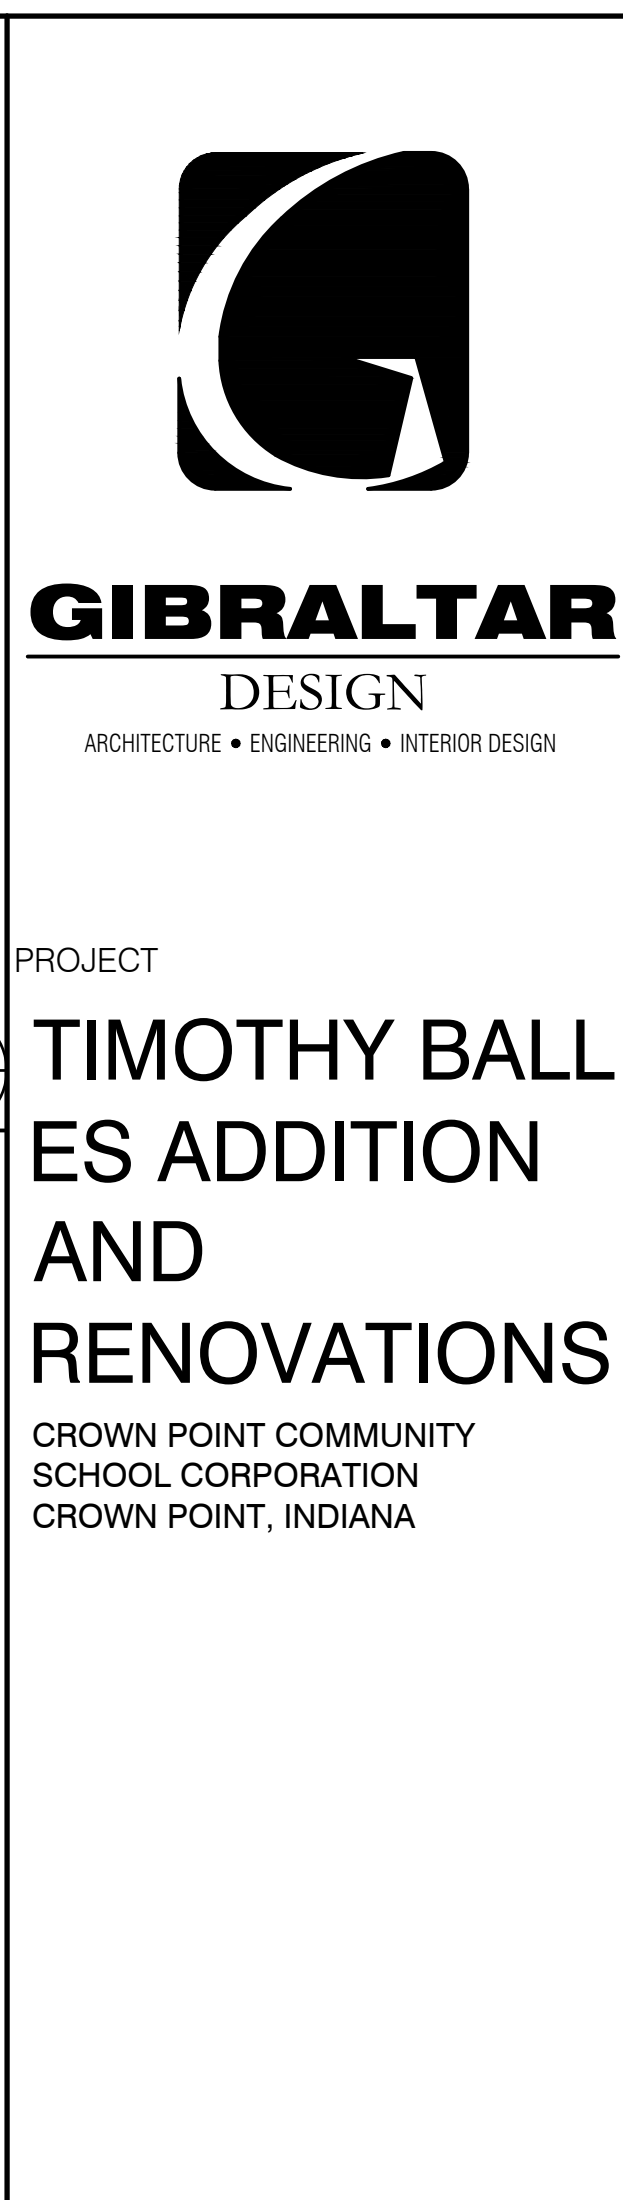 GIBRALTAR
DESIGN
ARCHITECTURE • ENGINEERING • INTERIOR DESIGN
PROJECT
TIMOTHY BALL
ES ADDITION
AND
RENOVATIONS
CROWN POINT COMMUNITY
SCHOOL CORPORATION
CROWN POINT, INDIANA